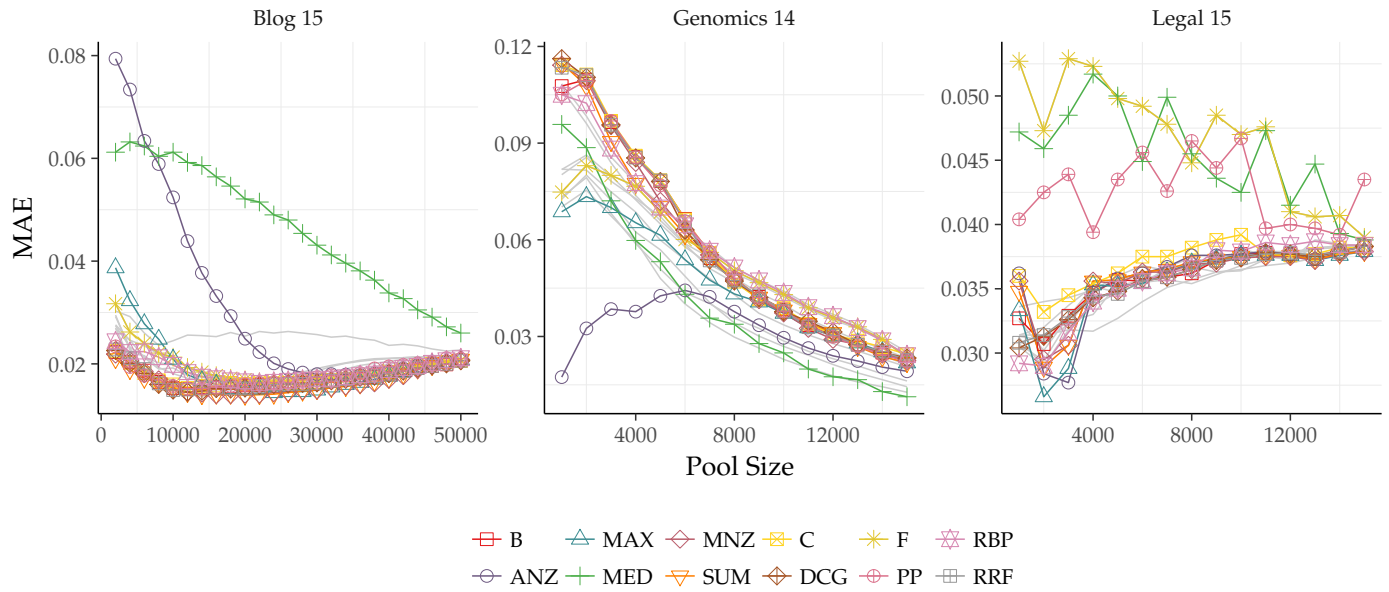 Blog 15 Genomics 14 Legal 15
MAE
0.08
0.06
0.04
0.02
0 10000 20000 30000 40000 50000
0.12
0.09
0.06
0.03
4000 8000 12000
0.050
0.045
0.040
0.035
0.030
4000 8000 12000
Pool Size
B MAX MNZ C F RBP
ANZ MED SUM DCG PP RRF